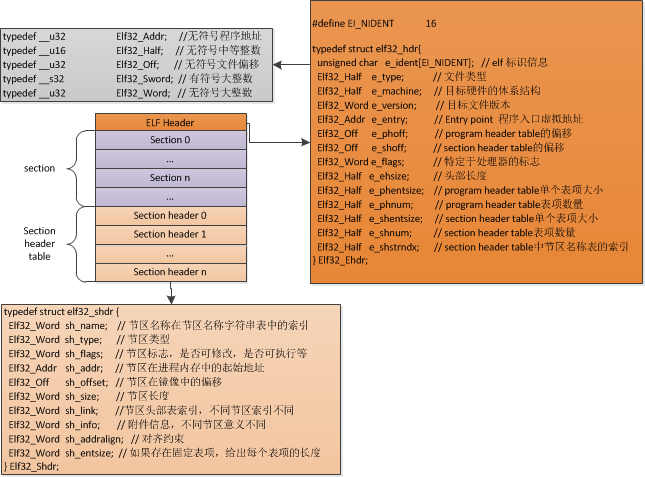 typedef __u32 Elf32_Addr; //无符号程序地址
typedef __u16 Elf32_Half; //无符号中等整数
typedef __u32 Elf32_Off; //无符号文件偏移
typedef __s32 Elf32_Sword; // 有符号大整数
typedef __u32 Elf32_Word; // 无符号大整数
#define EI_NIDENT 16
typedef struct elf32_hdr{
unsigned char e_ident[EI_NIDENT]; // elf 标识信息
Elf32_Half e_type; // 文件类型
Elf32_Half e_machine; // 目标硬件的体系结构
Elf32_Word e_version; // 目标文件版本
Elf32_Addr e_entry; // Entry point 程序入口虚拟地址
Elf32_Off e_phoff; // program header table的偏移
Elf32_Off e_shoff; // section header table的偏移
Elf32_Word e_flags; // 特定于处理器的标志
Elf32_Half e_ehsize; // 头部长度
Elf32_Half e_phentsize; // program header table单个表项大小
Elf32_Half e_phnum; // program header table表项数量
Elf32_Half e_shentsize; // section header table单个表项大小
Elf32_Half e_shnum; // section header table表项数量
Elf32_Half e_shstrndx; // section header table中节区名称表的索引
} Elf32_Ehdr;
ELF Header
Section 0
...
Section n
...
Section header 0
Section header 1
...
Section header n
section
Section
header
table
typedef struct elf32_shdr {
Elf32_Word sh_name; // 节区名称在节区名称字符串表中的索引
Elf32_Word sh_type; // 节区类型
Elf32_Word sh_flags; // 节区标志，是否可修改，是否可执行等
Elf32_Addr sh_addr; // 节区在进程内存中的起始地址
Elf32_Off sh_offset; // 节区在镜像中的偏移
Elf32_Word sh_size; // 节区长度
Elf32_Word sh_link; //节区头部表索引，不同节区索引不同
Elf32_Word sh_info; // 附件信息，不同节区意义不同
Elf32_Word sh_addralign; // 对齐约束
Elf32_Word sh_entsize; // 如果存在固定表项，给出每个表项的长度
} Elf32_Shdr;